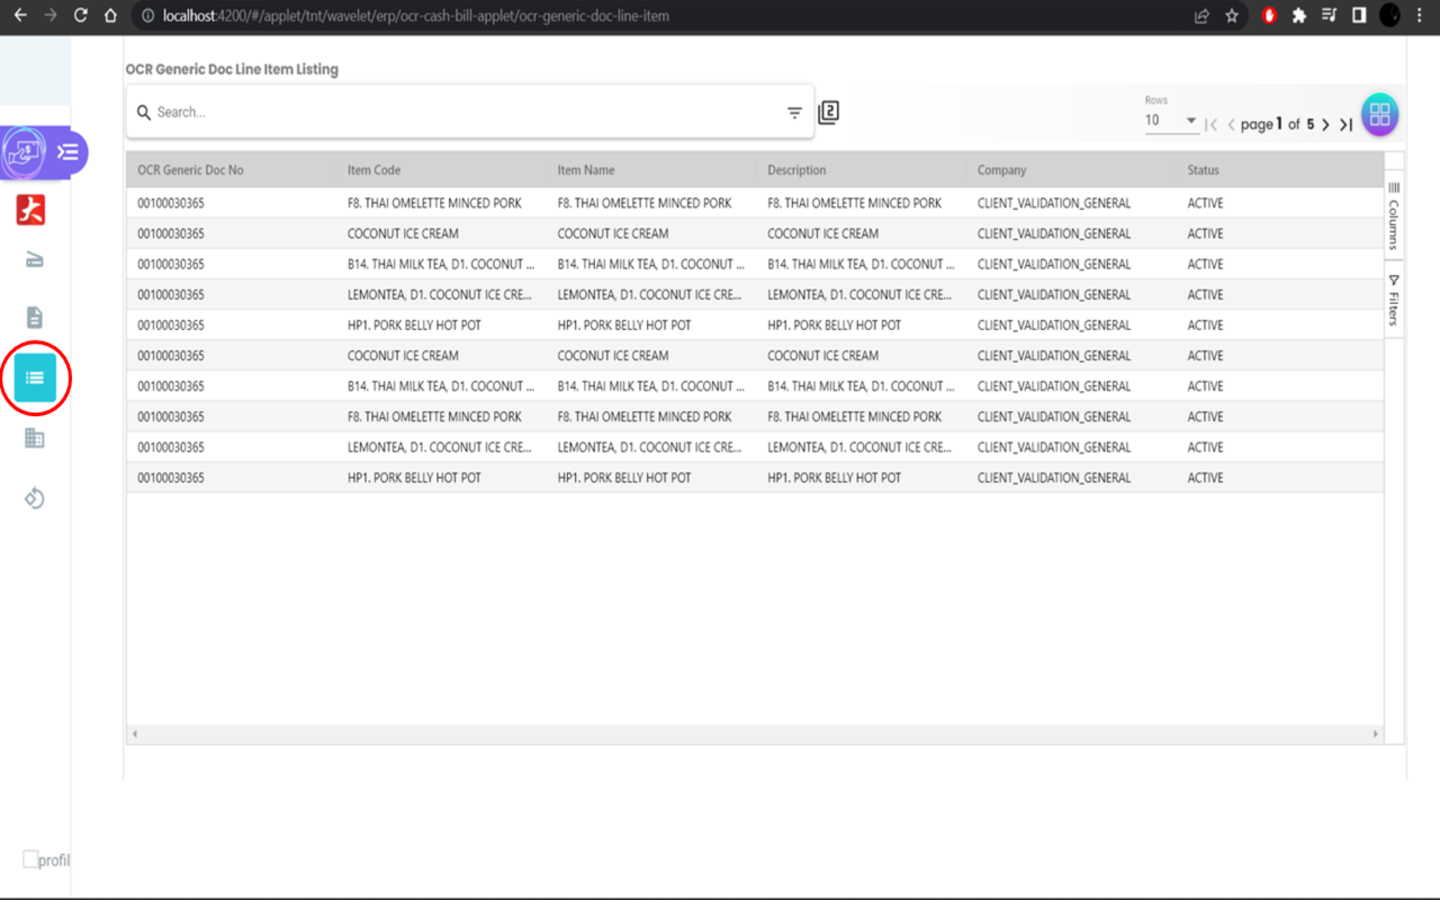 localhost:4200/#/applet/tnt/wavelet/erp/ocr-cash-bill-applet/ocr-generic-doc-line-item
OCR Generic Doc Line Item Listing
Search...
2
Rows
10
page 1 of 5
OCR Generic Doc No Item Code Item Name Description Company Status
00100030365 F8. THAI OMELETTE MINCED PORK F8. THAI OMELETTE MINCED PORK F8. THAI OMELETTE MINCED PORK CLIENT_VALIDATION_GENERAL ACTIVE
00100030365 COCONUT ICE CREAM COCONUT ICE CREAM COCONUT ICE CREAM CLIENT_VALIDATION_GENERAL ACTIVE
00100030365 B14. THAI MILK TEA, D1. COCONUT ... B14. THAI MILK TEA, D1. COCONUT ... B14. THAI MILK TEA, D1. COCONUT ... CLIENT_VALIDATION_GENERAL ACTIVE
00100030365 LEMONTEA, D1. COCONUT ICE CRE... LEMONTEA, D1. COCONUT ICE CRE... LEMONTEA, D1. COCONUT ICE CRE... CLIENT_VALIDATION_GENERAL ACTIVE
00100030365 HP1. PORK BELLY HOT POT HP1. PORK BELLY HOT POT HP1. PORK BELLY HOT POT CLIENT_VALIDATION_GENERAL ACTIVE
00100030365 COCONUT ICE CREAM COCONUT ICE CREAM COCONUT ICE CREAM CLIENT_VALIDATION_GENERAL ACTIVE
00100030365 B14. THAI MILK TEA, D1. COCONUT ... B14. THAI MILK TEA, D1. COCONUT ... B14. THAI MILK TEA, D1. COCONUT ... CLIENT_VALIDATION_GENERAL ACTIVE
00100030365 F8. THAI OMELETTE MINCED PORK F8. THAI OMELETTE MINCED PORK F8. THAI OMELETTE MINCED PORK CLIENT_VALIDATION_GENERAL ACTIVE
00100030365 LEMONTEA, D1. COCONUT ICE CRE... LEMONTEA, D1. COCONUT ICE CRE... LEMONTEA, D1. COCONUT ICE CRE... CLIENT_VALIDATION_GENERAL ACTIVE
00100030365 HP1. PORK BELLY HOT POT HP1. PORK BELLY HOT POT HP1. PORK BELLY HOT POT CLIENT_VALIDATION_GENERAL ACTIVE
Columns
Filters
profil